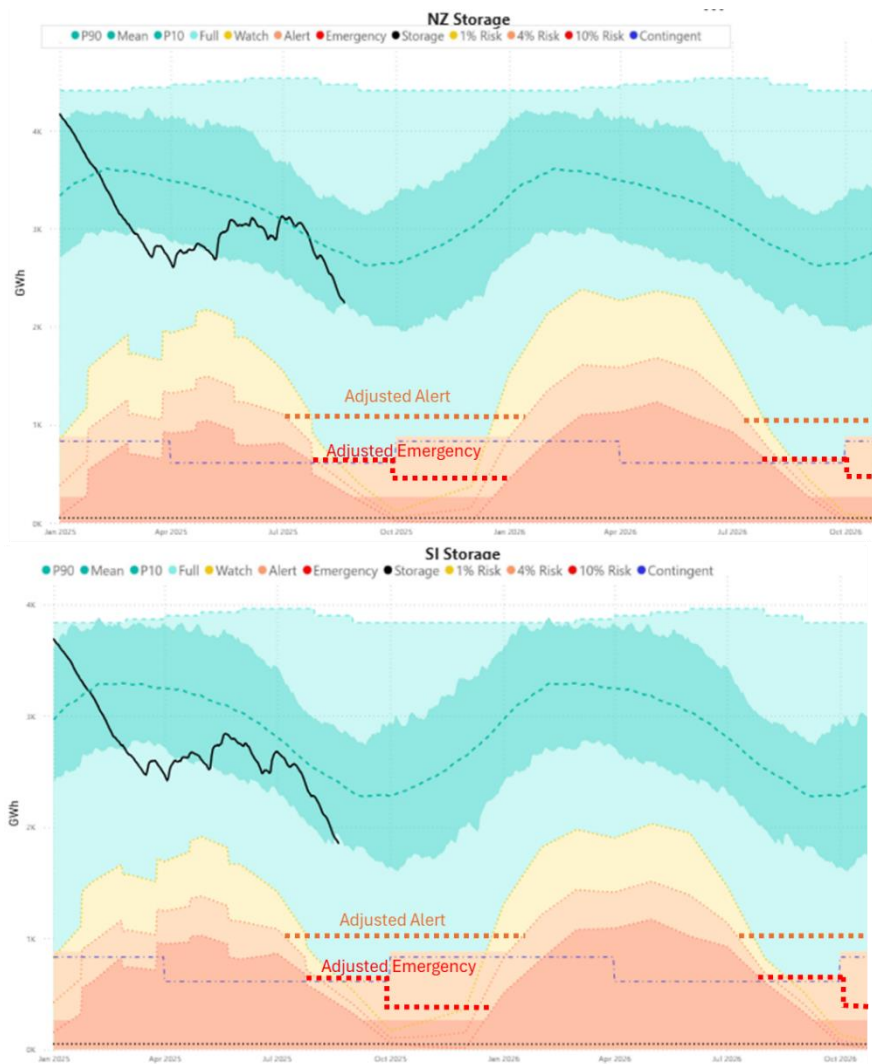 NZ Storage
P90 Mean P10 Full Watch Alert Emergency Storage 1% Risk 4% Risk 10% Risk Contingent
4K
3K
GWh
2K
Adjusted Alert
1K
Adjusted Emergency
0K
Jan 2025 Apr 2025 Jul 2025 Oct 2025 Jan 2026 Apr 2026 Jul 2026 Oct 2026
SI Storage
P90 Mean P10 Full Watch Alert Emergency Storage 1% Risk 4% Risk 10% Risk Contingent
4K
3K
GWh
2K
Adjusted Alert
1K
Adjusted Emergency
0K
Jan 2025 Apr 2025 Jul 2025 Oct 2025 Jan 2026 Apr 2026 Jul 2026 Oct 2026